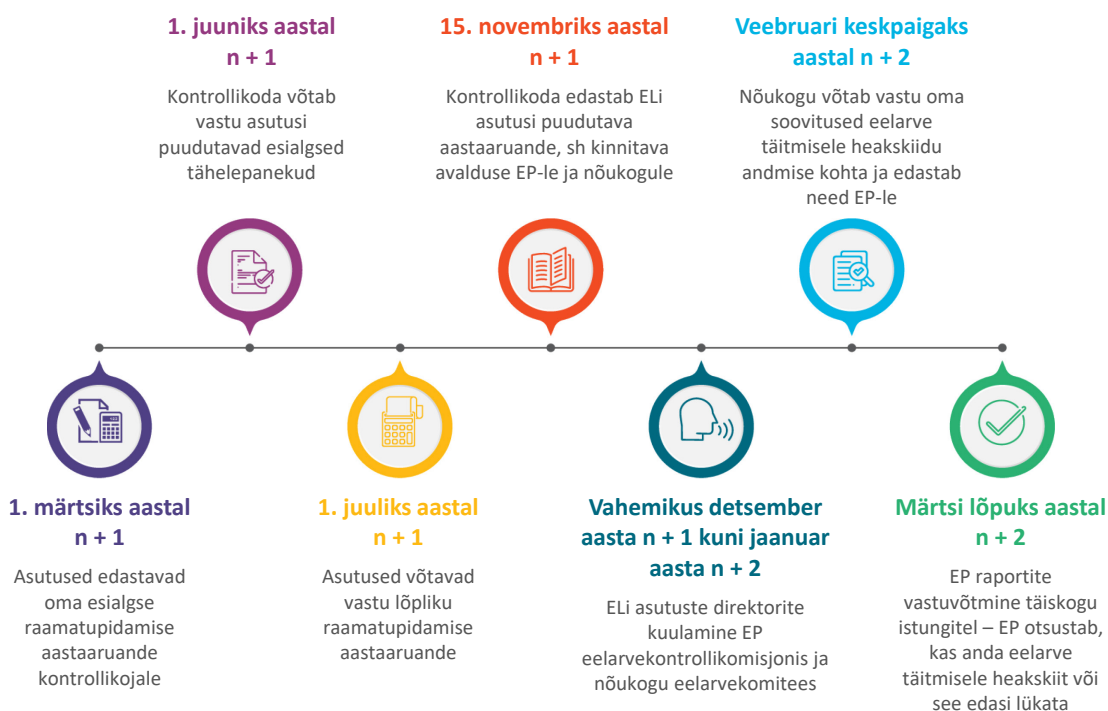 1. juuniks aastal
n + 1
Kontrollikoda võtab
vastu asutusi
puudutavad esialgsed
tähelepanekud
15. novembriks aastal
n + 1
Kontrollikoda edastab ELi
asutusi puudutava
aastaaruande, sh kinnitava
avalduse EP-le ja nõukogule
Veebruari keskpaigaks
aastal n + 2
Nõukogu võtab vastu oma
soovitused eelarve
täitmisele heakskiidu
andmise kohta ja edastab
need EP-le
1. märtsiks aastal
n + 1
Asutused edastavad
oma esialgse
raamatupidamise
aastaaruande
kontrollikojale
1. juuliks aastal
n + 1
Asutused võtavad
vastu lõpliku
raamatupidamise
aastaaruande
Vahemikus detsember
aasta n + 1 kuni jaanuar
aasta n + 2
ELi asutuste direktorite
kuulamine EP
eelarvekontrollikomisjonis ja
nõukogu eelarvekomitees
Märtsi lõpuks aastal
n + 2
EP raportite
vastuvõtmine täiskogu
istungitel – EP otsustab,
kas anda eelarve
täitmisele heakskiit või
see edasi lükata